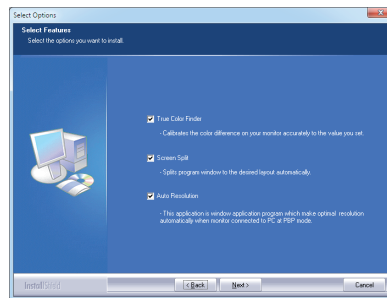 Select Options
Select Features
Select the options you want to install.
True Color Finder
- Calibrates the color difference on your monitor accurately to the value you set.
Screen Split
- Splits program window to the desired layout automatically.
Auto Resolution
- This application is window application program which make optimal resolution
automatically when monitor connected to PC at PBP mode.
InstallShield
< Back
Next >
Cancel